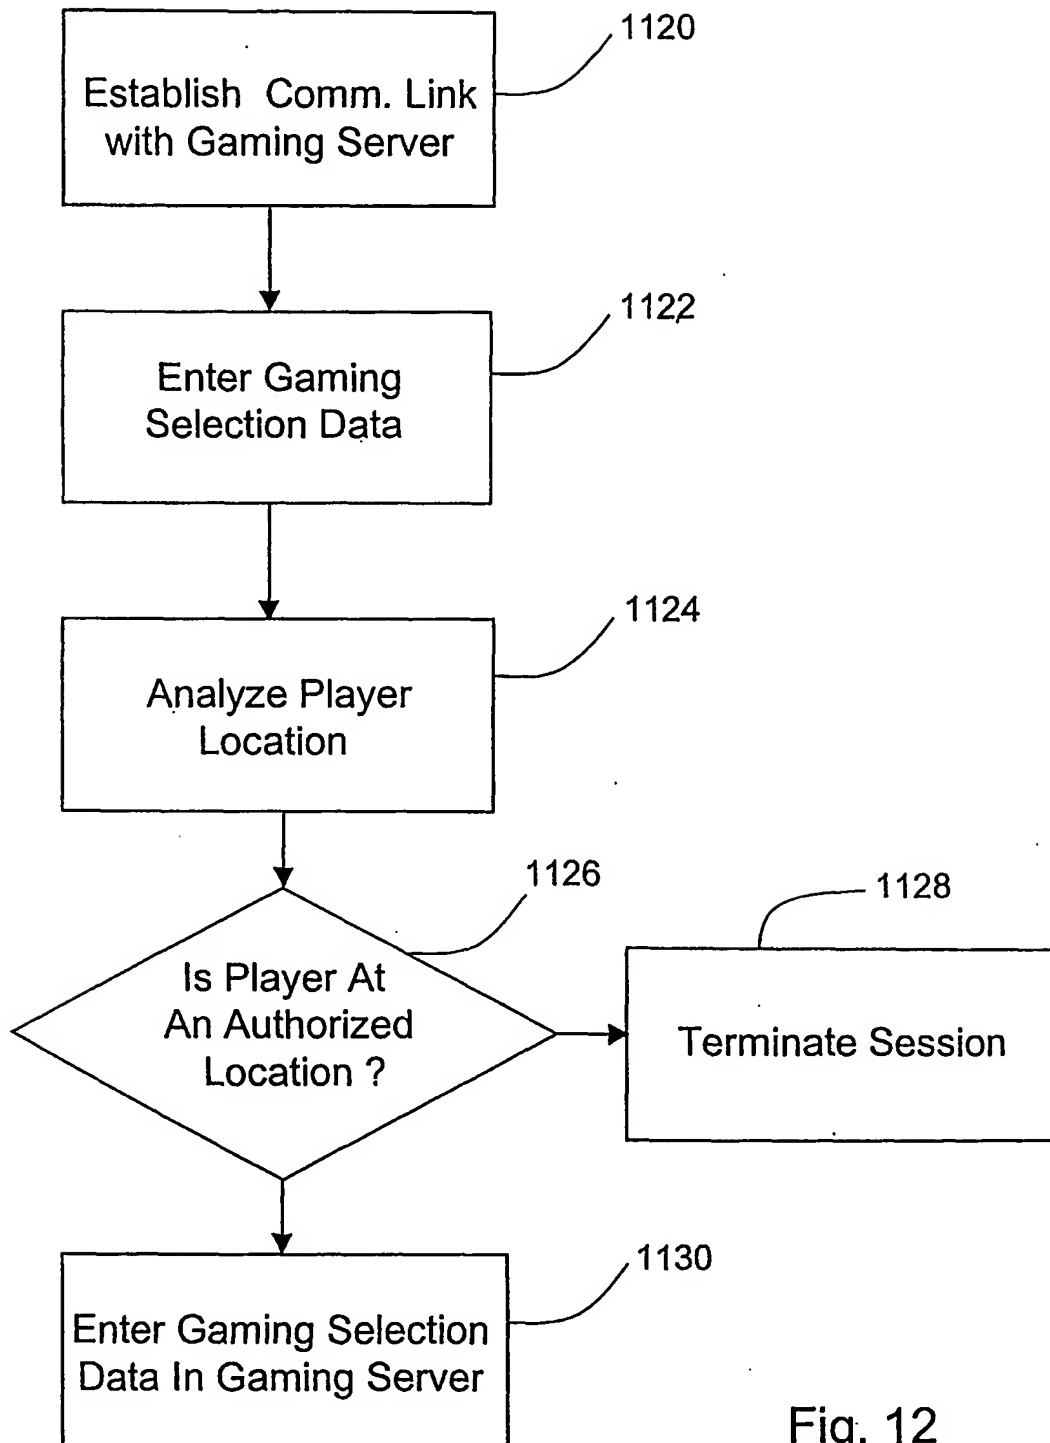 1120
Establish Comm. Link
with Gaming Server
1122
Enter Gaming
Selection Data
1124
Analyze Player
Location
1126
Is Player At
An Authorized
Location ?
1128
Terminate Session
1130
Enter Gaming Selection
Data In Gaming Server
Fig. 12